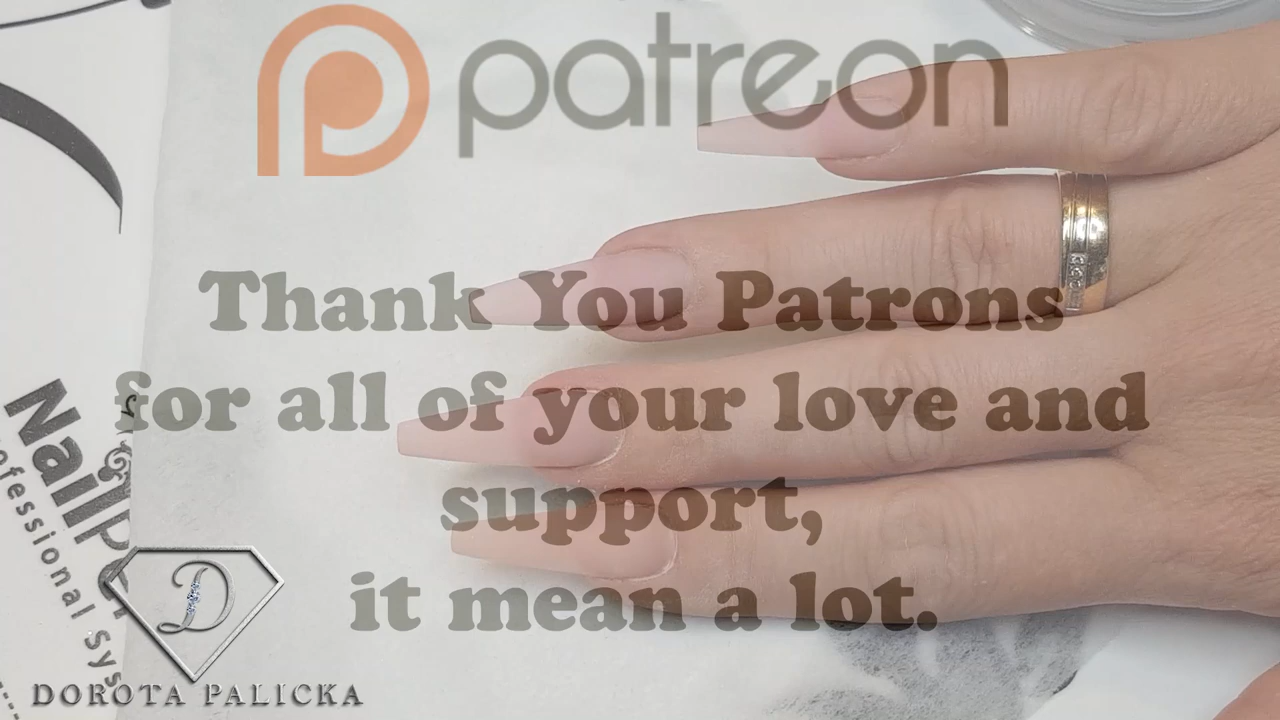 patreon
Thank You Patrons
for all of your love and
support,
it mean a lot.
D
DOROTA PALICKA